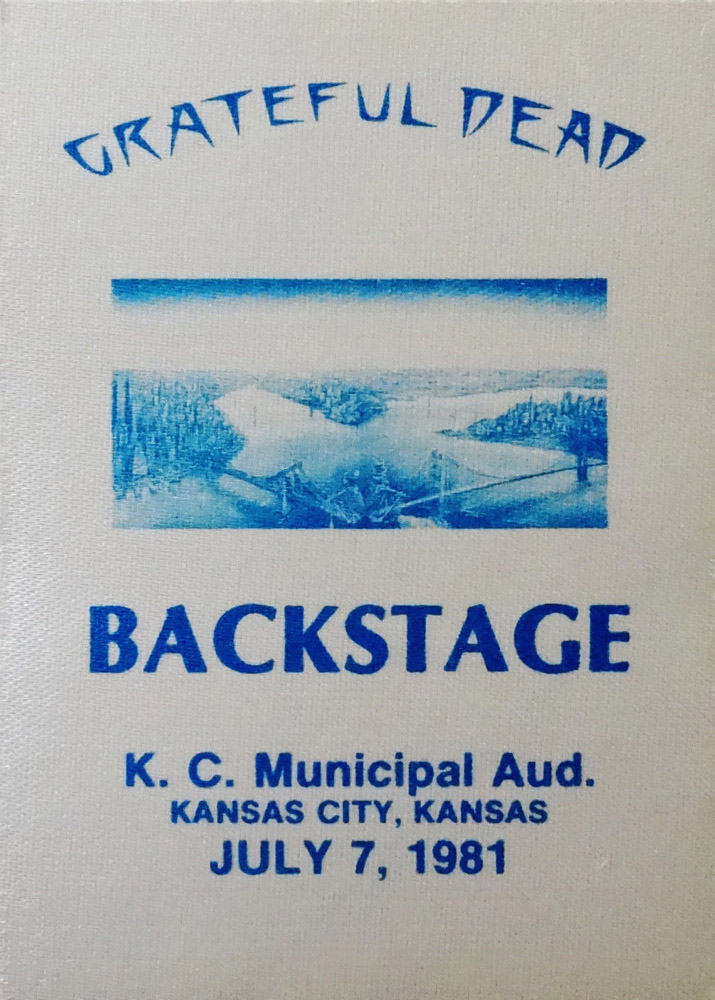 GRATEFUL DEAD
BACKSTAGE
K. C. Municipal Aud.
KANSAS CITY, KANSAS
JULY 7, 1981